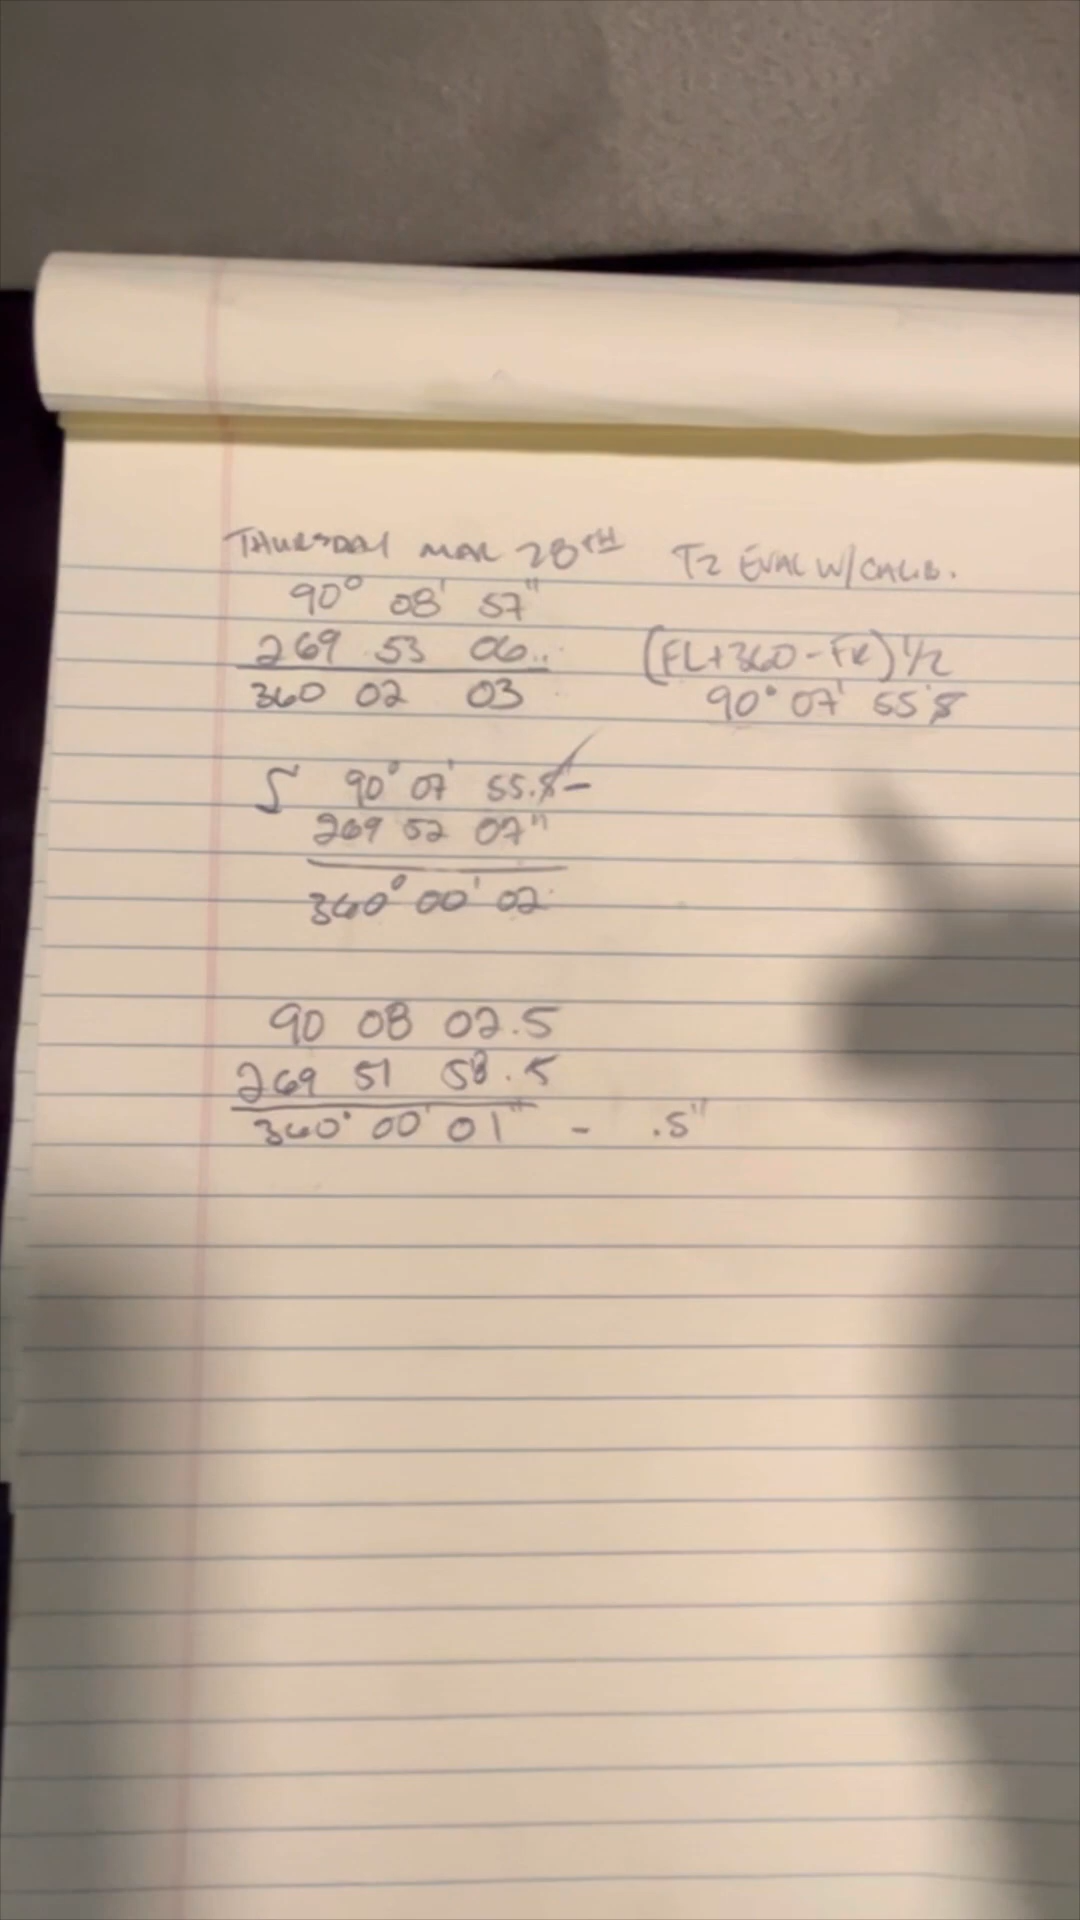 THURSDAY MAR 28TH T2 EVAL W/CALIB.
90° 08' 57"
269 53 06.. (FL+360-FR) 1/2
360 02 03 90° 07' 55.5
90° 07' 55.5-
269 52 07"
360° 00' 02
90 08 02.5
269 51 58.5
360° 00' 01" - .5"